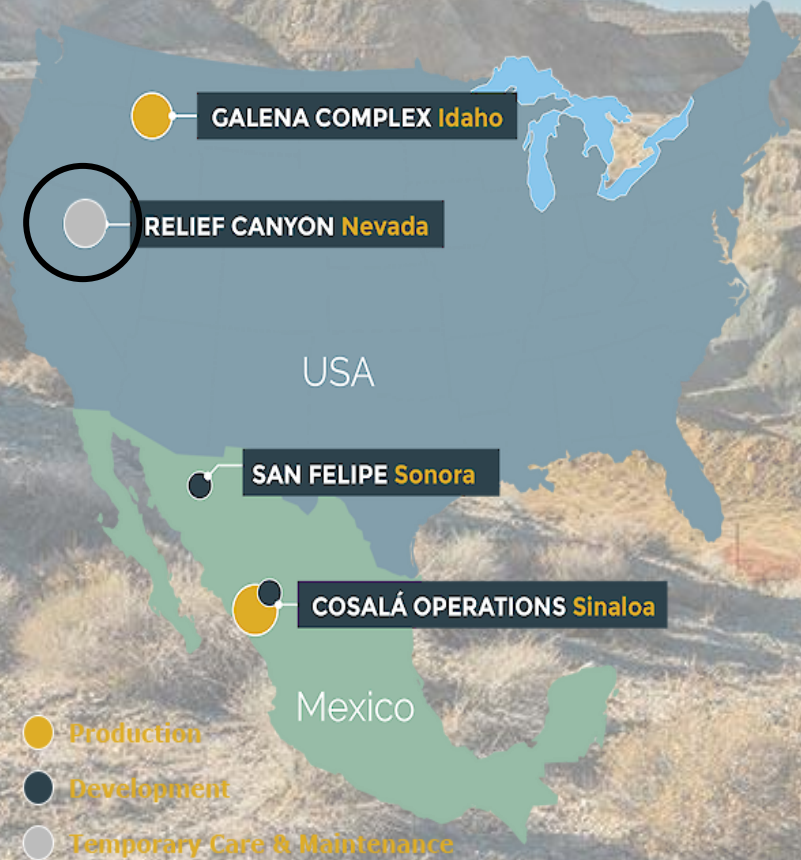 GALENA COMPLEX Idaho
RELIEF CANYON Nevada
USA
SAN FELIPE Sonora
COSALÁ OPERATIONS Sinaloa
Mexico
Production
Development
Temporary Care & Maintenance